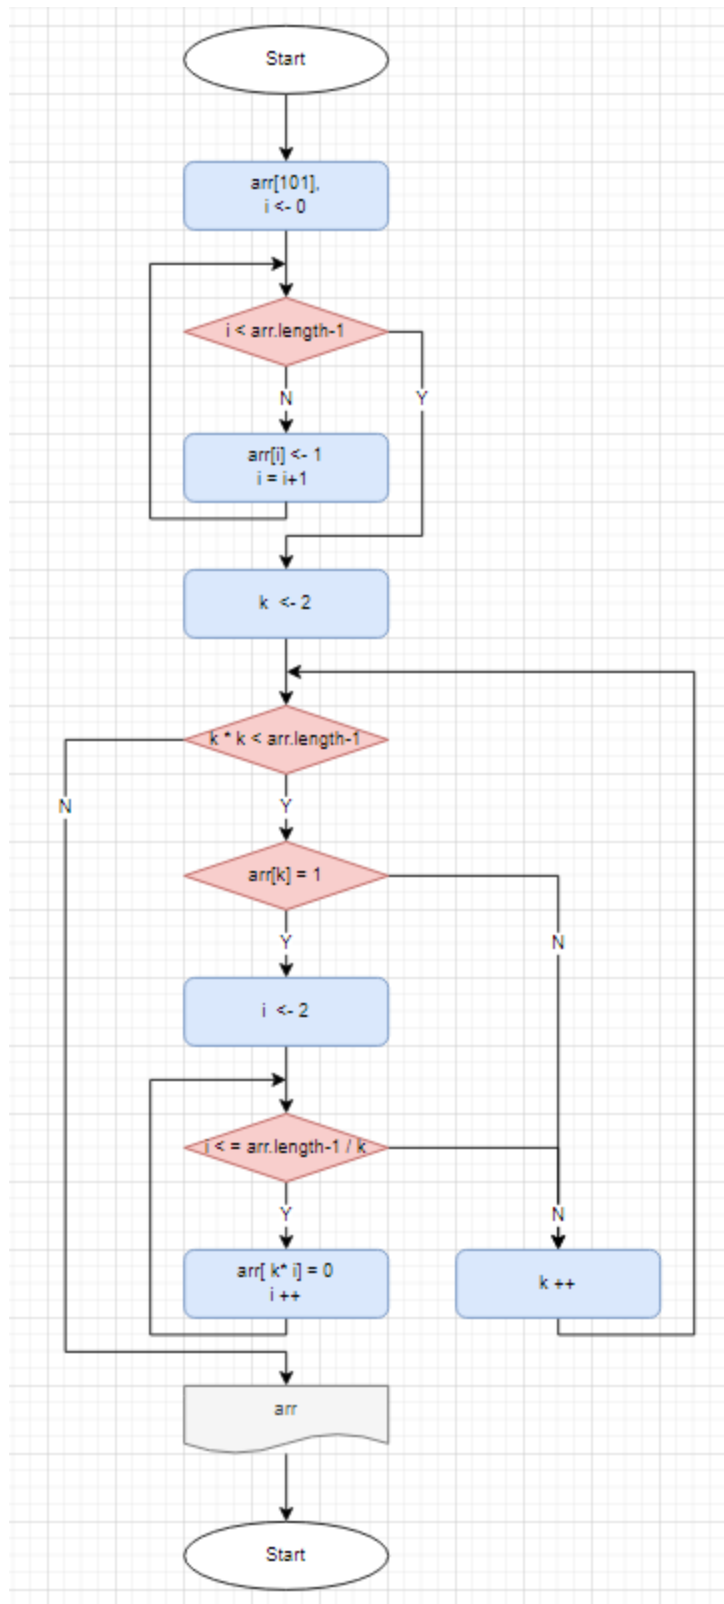 Start
arr[101],
i <- 0
i < arr.length-1
N
Y
arr[i] <- 1
i = i+1
k <- 2
k * k < arr.length-1
N
Y
arr[k] = 1
Y
N
i <- 2
i < = arr.length-1 / k
Y
N
arr[ k* i] = 0
i ++
k ++
arr
Start